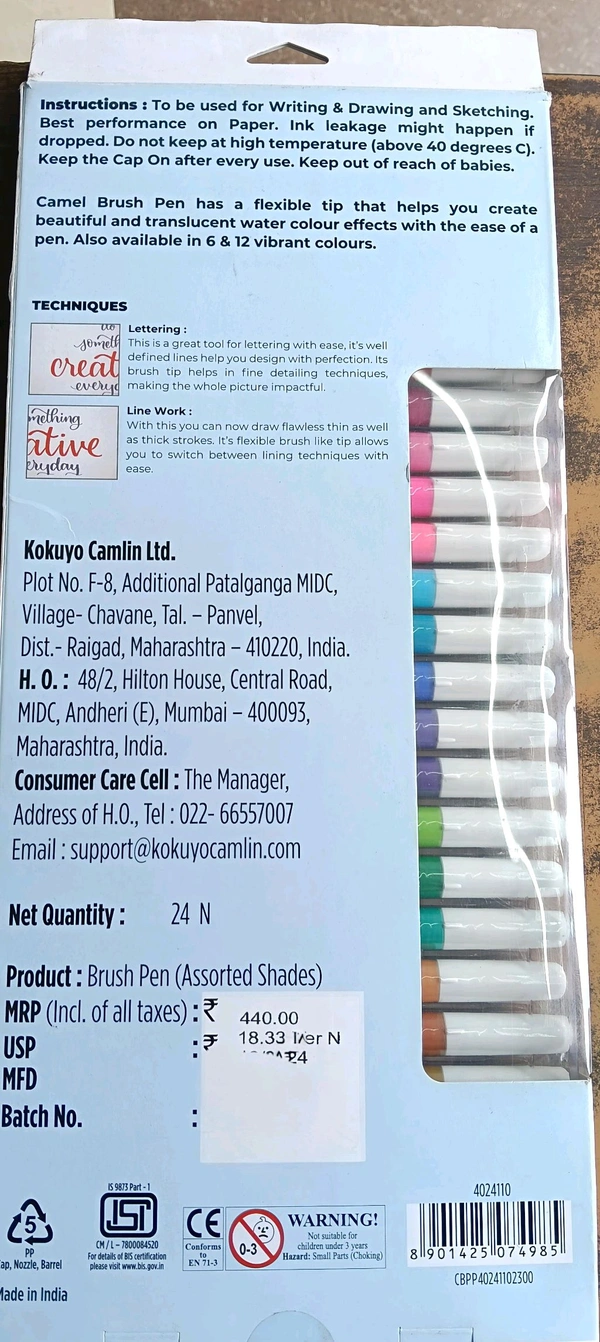 Instructions : To be used for Writing & Drawing and Sketching.
Best performance on Paper. Ink leakage might happen if
dropped. Do not keep at high temperature (above 40 degrees C).
Keep the Cap On after every use. Keep out of reach of babies.
Camel Brush Pen has a flexible tip that helps you create
beautiful and translucent water colour effects with the ease of a
pen. Also available in 6 & 12 vibrant colours.
TECHNIQUES
someth
creat
everyd
Lettering :
This is a great tool for lettering with ease, it's well
defined lines help you design with perfection. Its
brush tip helps in fine detailing techniques,
making the whole picture impactful.
mething
ative
eryday
Line Work :
With this you can now draw flawless thin as well
as thick strokes. It's flexible brush like tip allows
you to switch between lining techniques with
ease.
Kokuyo Camlin Ltd.
Plot No. F-8, Additional Patalganga MIDC,
Village- Chavane, Tal. – Panvel,
Dist.- Raigad, Maharashtra – 410220, India.
H. O. : 48/2, Hilton House, Central Road,
MIDC, Andheri (E), Mumbai – 400093,
Maharashtra, India.
Consumer Care Cell : The Manager,
Address of H.O., Tel : 022- 66557007
Email : support@kokuyocamlin.com
Net Quantity : 24 N
Product : Brush Pen (Assorted Shades)
MRP (Incl. of all taxes) : ₹ 440.00
USP : ₹ 18.33 Per N
MFD
Batch No. :
5
PP
ap, Nozzle, Barrel
Made in India
IS 9873 Part - 1
ISI
CM / L – 7800084520
For details of BIS certification
please visit www.bis.gov.in
CE
Conforms
to
EN 71-3
0-3
WARNING!
Not suitable for
children under 3 years
Hazard: Small Parts (Choking)
4024110
8 901425 074985
CBPP40241102300